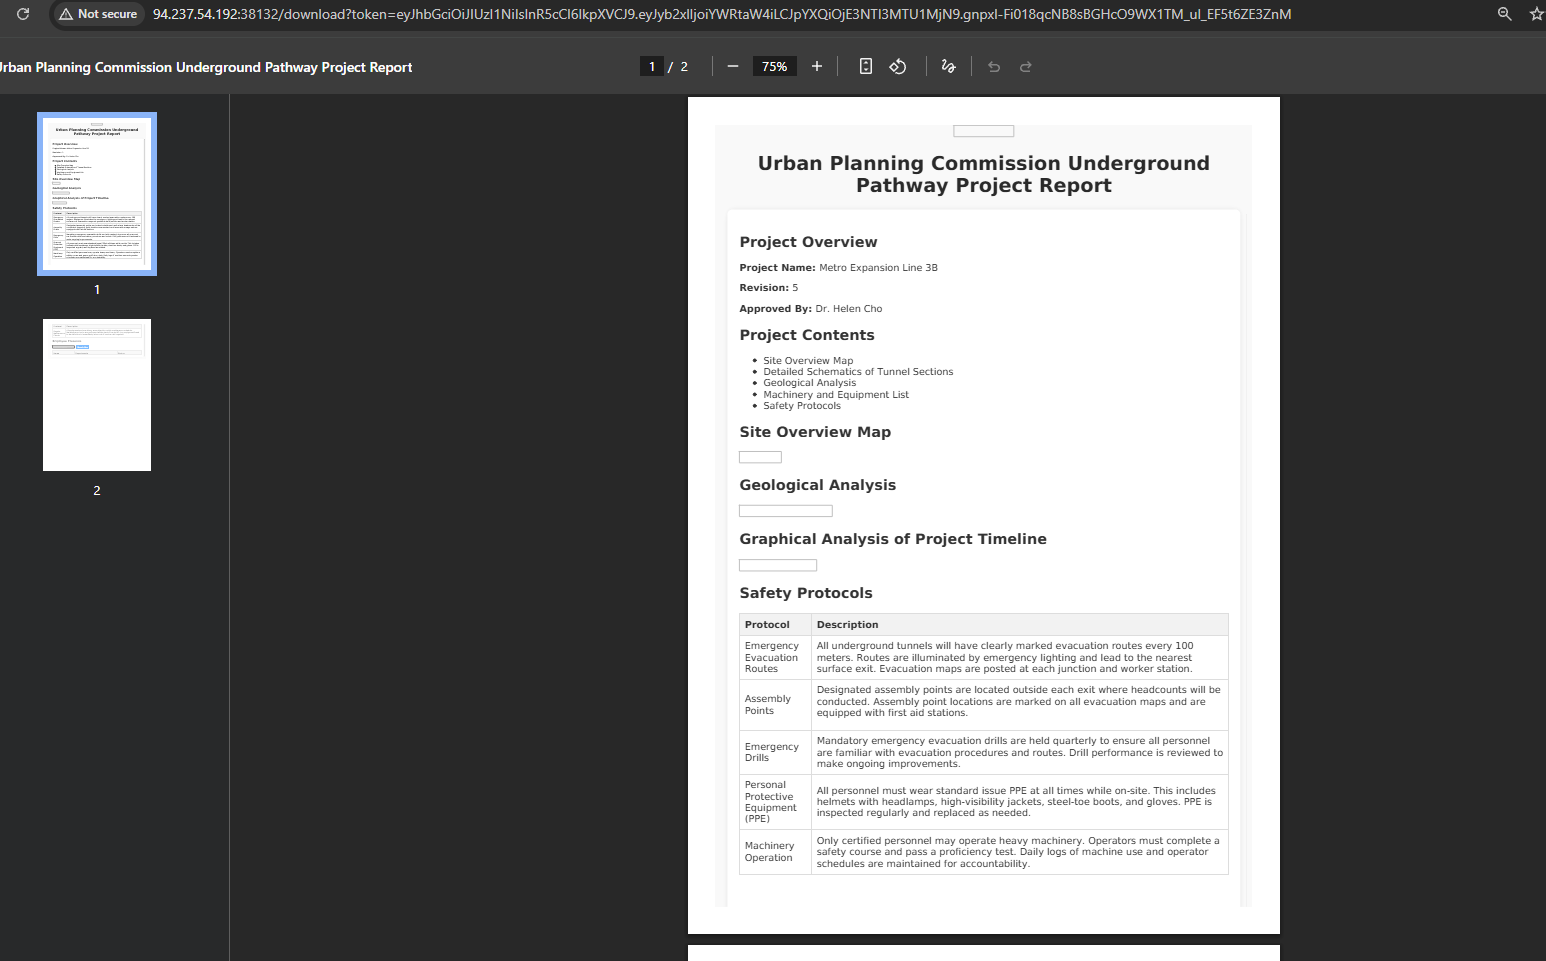 Not secure
94.237.54.192:38132/download?token=eyJhbGciOiJIUzI1NiIsInR5cCI6IkpXVCJ9.eyJyb2xlIjoiYWRtaW4iLCJpYXQiOjE3NTI3MTU1MjN9.gnpxl-Fi018qcNB8sBGHcO9WX1TM_ul_EF5t6ZE3ZnM
Urban Planning Commission Underground Pathway Project Report
1 / 2
75%
1
2
Urban Planning Commission Underground
Pathway Project Report
Project Overview
Project Name: Metro Expansion Line 3B
Revision: 5
Approved By: Dr. Helen Cho
Project Contents
Site Overview Map
Detailed Schematics of Tunnel Sections
Geological Analysis
Machinery and Equipment List
Safety Protocols
Site Overview Map
Geological Analysis
Graphical Analysis of Project Timeline
Safety Protocols
Protocol Description
Emergency
Evacuation
Routes
All underground tunnels will have clearly marked evacuation routes every 100
meters. Routes are illuminated by emergency lighting and lead to the nearest
surface exit. Evacuation maps are posted at each junction and worker station.
Assembly
Points
Designated assembly points are located outside each exit where headcounts will be
conducted. Assembly point locations are marked on all evacuation maps and are
equipped with first aid stations.
Emergency
Drills
Mandatory emergency evacuation drills are held quarterly to ensure all personnel
are familiar with evacuation procedures and routes. Drill performance is reviewed to
make ongoing improvements.
Personal
Protective
Equipment
(PPE)
All personnel must wear standard issue PPE at all times while on-site. This includes
helmets with headlamps, high-visibility jackets, steel-toe boots, and gloves. PPE is
inspected regularly and replaced as needed.
Machinery
Operation
Only certified personnel may operate heavy machinery. Operators must complete a
safety course and pass a proficiency test. Daily logs of machine use and operator
schedules are maintained for accountability.